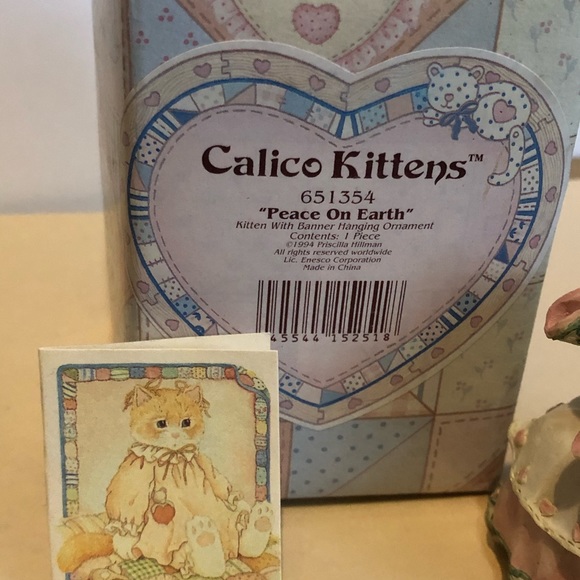 Calico Kittens™
651354
"Peace On Earth"
Kitten With Banner Hanging Ornament
Contents: 1 Piece
©1994 Priscilla Hillman
All rights reserved worldwide
Lic. Enesco Corporation
Made in China
45544 152518